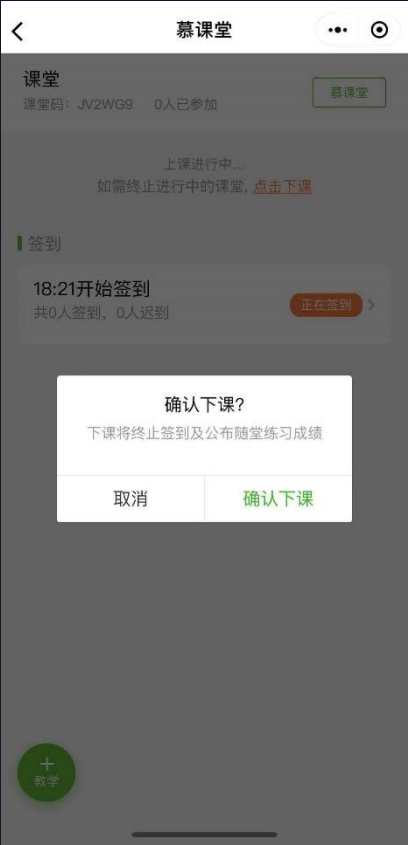 慕课堂
课堂
课堂码：JV2WG9 0人已参加
慕课堂
上课进行中...
如需终止进行中的课堂, 点击下课
签到
18:21开始签到
共0人签到，0人迟到
正在签到
确认下课?
下课将终止签到及公布随堂练习成绩
取消
确认下课
教学